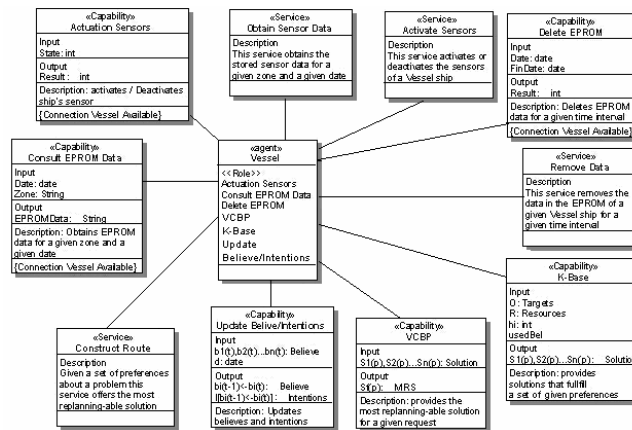 «Capability»
Actuation Sensors
Input
State: int
Output
Result : int
Description: activates / Deactivates
ship's sensor
{Connection Vessel Available}
«Service»
Obtain Sensor Data
Description
This service obtains the
stored sensor data for a
given zone and a given date
«Service»
Activate Sensors
Description
This service activates or
deactivates the sensors
of a Vessel ship
«Capability»
Delete EPROM
Input
Date: date
FinDate: date
Output
Result : int
Description: Deletes EPROM
data for a given time interval
{Connection Vessel Available}
«Capability»
Consult EPROM Data
Input
Date: date
Zone: String
Output
EPROMData: String
Description: Obtains EPROM
data for a given zone and a
given date
{Connection Vessel Available}
«agent»
Vessel
<<Role>>
Actuation Sensors
Consult EPROM Data
Delete EPROM
VCBP
K-Base
Update
Believe/Intentions
«Service»
Remove Data
Description
This service removes the
data in the EPROM of a
given Vessel ship for a
given time interval
«Capability»
K-Base
Input
O: Targets
R: Resources
hi: int
usedBel
Output
S1(p),S2(p)...Sn(p): Solution
Description: provides
solutions that fullfill
a set of given preferences
«Service»
Construct Route
Description
Given a set of preferences
about a problem this
service offers the most
replanning-able solution
«Capability»
Update Belive/Intentions
Input
b1(t),b2(t)...bn(t): Believe
d: date
Output
bi(t-1)<-bi(t): Believe
I[bi(t-1)<-bi(t)]: Intentions
Description: Updates
believes and intentions
«Capability»
VCBP
Input
S1(p),S2(p)...Sn(p): Solution
Output
Sf(p): MRS
Description: provides the
most replanning-able solution
for a given request